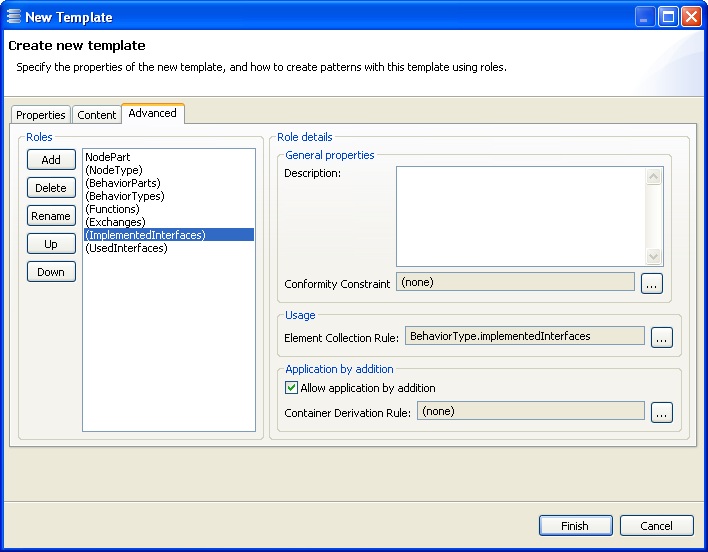 New Template
Create new template
Specify the properties of the new template, and how to create patterns with this template using roles.
Properties Content Advanced
Roles
Add
Delete
Rename
Up
Down
NodePart
(NodeType)
(BehaviorParts)
(BehaviorTypes)
(Functions)
(Exchanges)
(ImplementedInterfaces)
(UsedInterfaces)
Role details
General properties
Description:
Conformity Constraint (none) ...
Usage
Element Collection Rule: BehaviorType.implementedInterfaces ...
Application by addition
Allow application by addition
Container Derivation Rule: (none) ...
Finish Cancel